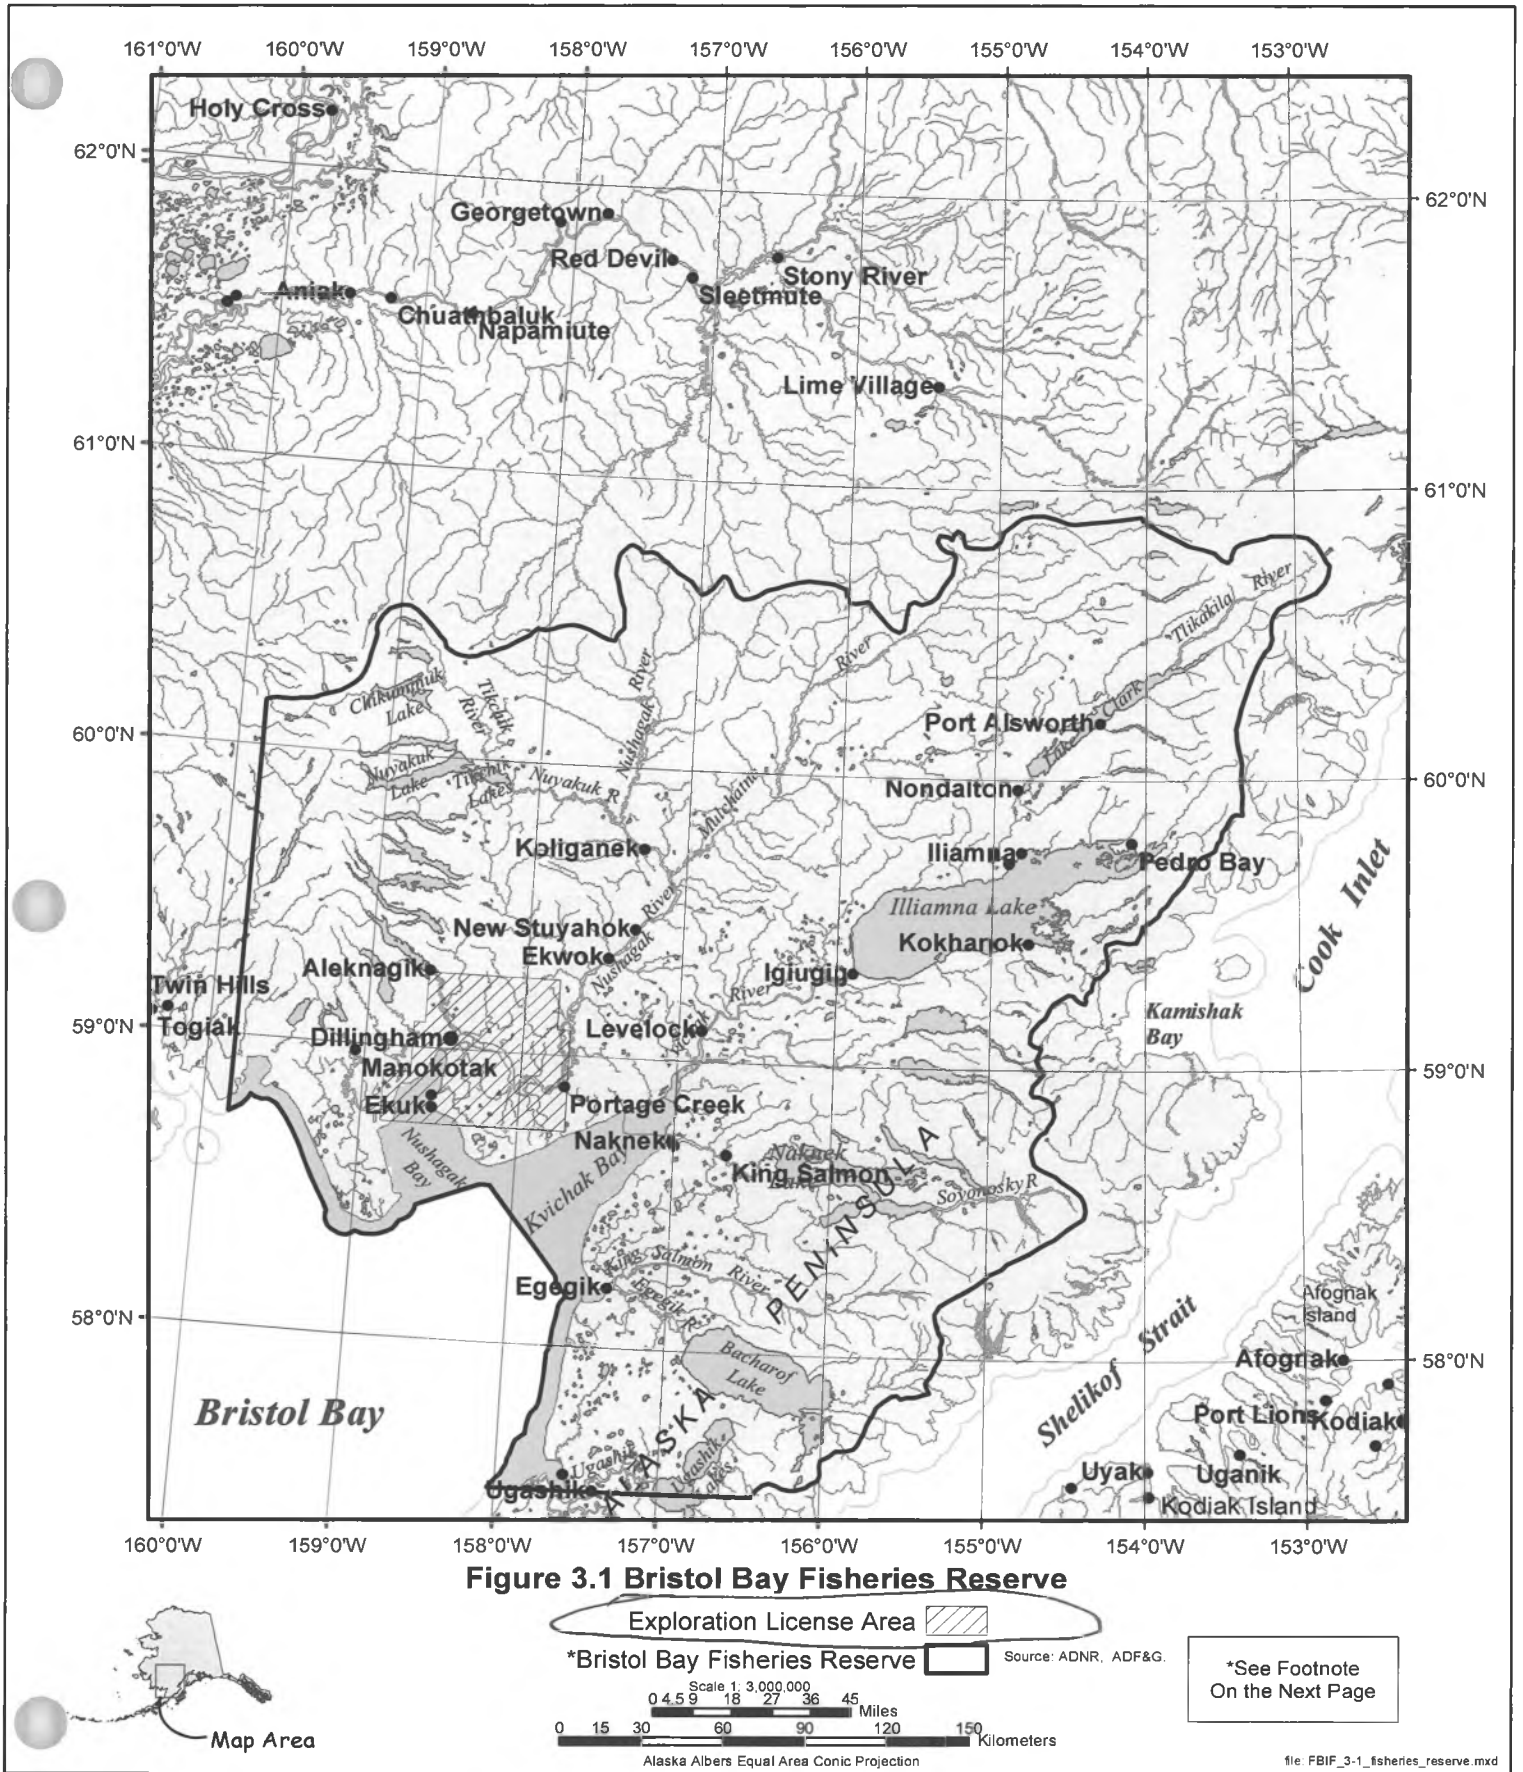 161°0'W 160°0'W 159°0'W 158°0'W 157°0'W 156°0'W 155°0'W 154°0'W 153°0'W
Holy Cross
62°0'N
62°0'N
Georgetown
Red Devil
Stony River
Sleetmute
Aniak
Chuathbaluk
Napamiute
Lime Village
61°0'N
61°0'N
Tlikakila River
River
Chikuminuk
Lake
Tikchik
River
Nushagak River
Port Alsworth
Lake Clark
60°0'N
60°0'N
Nuyakuk
Lake
Tikchik
Lakes
Nuyakuk R
Mulchatna
Nondalton
Koliganek
Iliamna
Pedro Bay
Illiamna Lake
New Stuyahok
Nushagak River
Kokhanok
Ekwok
Cook Inlet
Aleknagik
Igiugig
Twin Hills
River
Togiak
59°0'N
Kamishak
Bay
Dillingham
Levelock
Manokotak
59°0'N
Ekuk
Portage Creek
Naknek
Nushagak
Bay
Kvichak Bay
Naknek
Lake
King Salmon
Sovonosky R
ALASKA PENINSULA
King Salmon River
Egegik
Egegik R
58°0'N
58°0'N
Afognak
Island
Bacharof
Lake
Shelikof Strait
Afognak
Bristol Bay
Port Lions
Kodiak
Ugashik
Ugashik
Lakes
Uyak
Uganik
Ugashik
Kodiak Island
160°0'W 159°0'W 158°0'W 157°0'W 156°0'W 155°0'W 154°0'W 153°0'W
Figure 3.1 Bristol Bay Fisheries Reserve
Exploration License Area
*Bristol Bay Fisheries Reserve
Source: ADNR, ADF&G.
*See Footnote
On the Next Page
Scale 1: 3,000,000
0 4.5 9 18 27 36 45
Miles
0 15 30 60 90 120 150
Kilometers
Map Area
Alaska Albers Equal Area Conic Projection
file: FBIF_3-1_fisheries_reserve.mxd